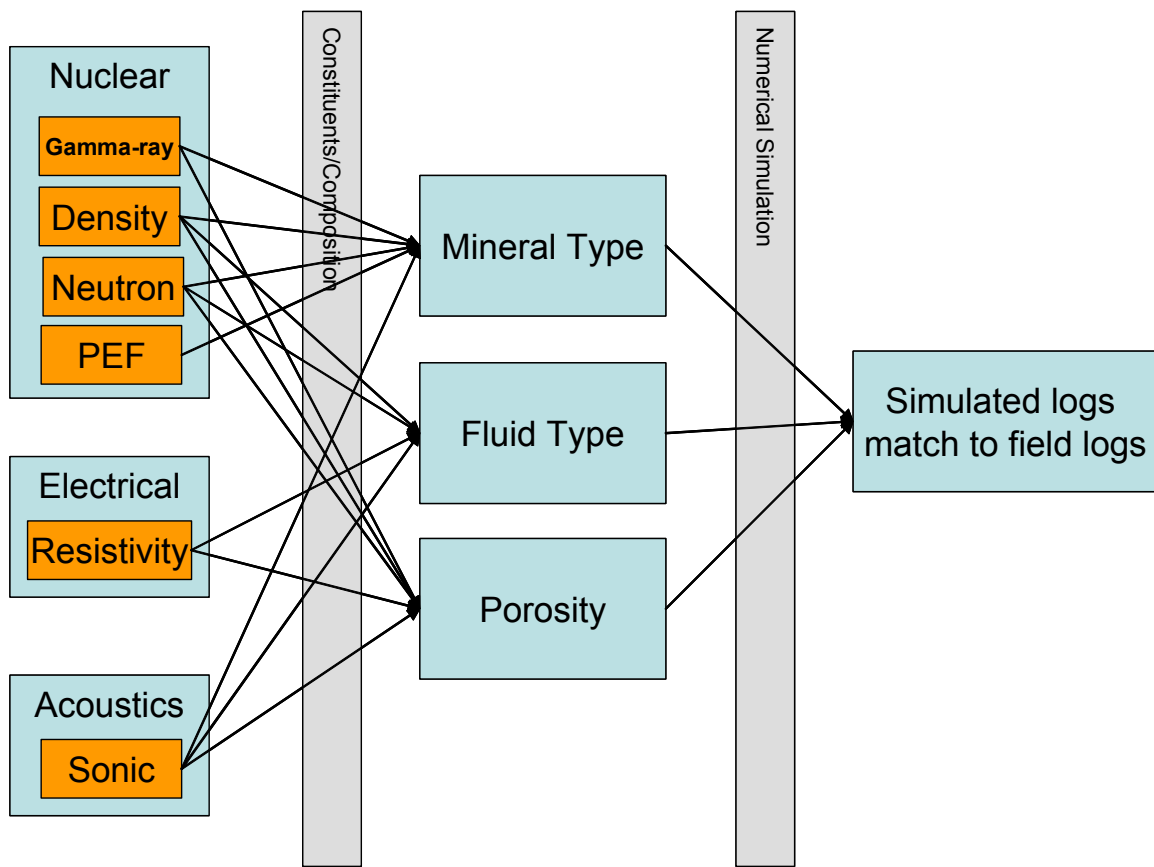 Nuclear
Gamma-ray
Density
Neutron
PEF
Electrical
Resistivity
Acoustics
Sonic
Constituents/Composition
Mineral Type
Fluid Type
Porosity
Numerical Simulation
Simulated logs
match to field logs